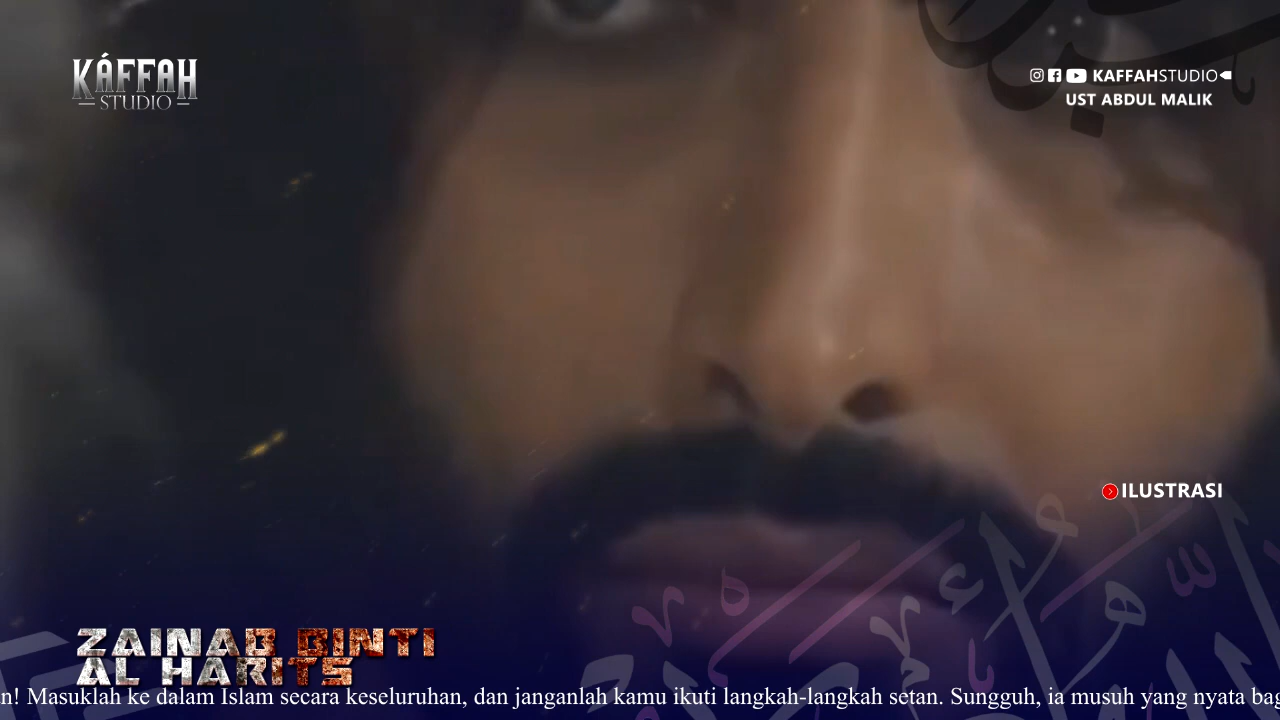 KÁFFAH
STUDIO
KAFFAHSTUDIO
UST ABDUL MALIK
ILUSTRASI
ZAINAB BINTI
AL HARITS
Masuklah ke dalam Islam secara keseluruhan, dan janganlah kamu ikuti langkah-langkah setan. Sungguh, ia musuh yang nyata